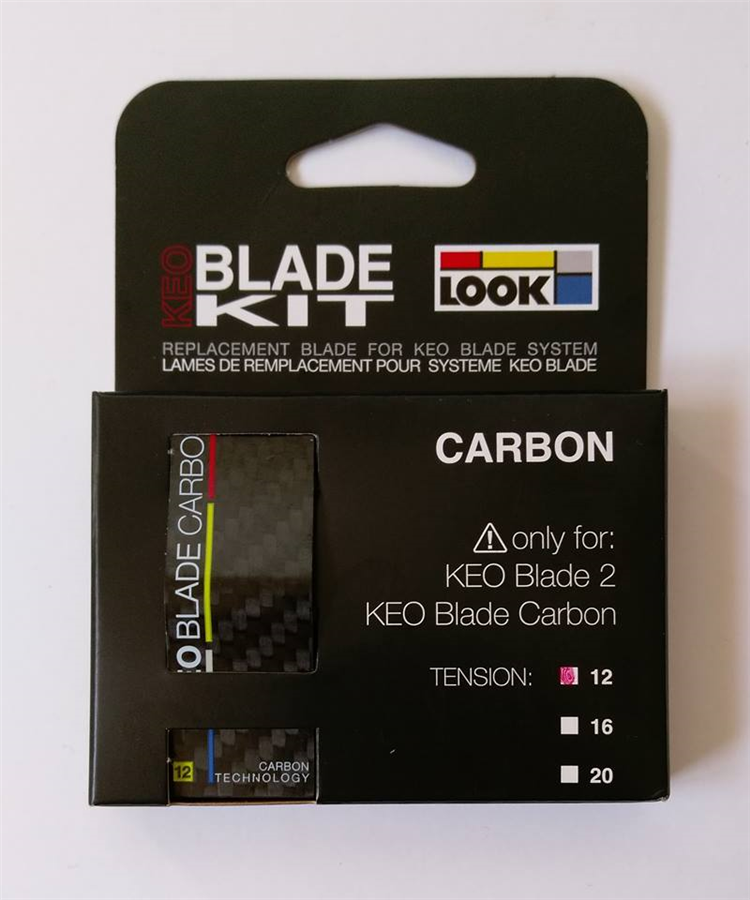 KEO BLADE
KIT
LOOK
REPLACEMENT BLADE FOR KEO BLADE SYSTEM
LAMES DE REMPLACEMENT POUR SYSTEME KEO BLADE
CARBON
only for:
KEO Blade 2
KEO Blade Carbon
TENSION: 12
16
20
EO BLADE CARBO
12
CARBON
TECHNOLOGY